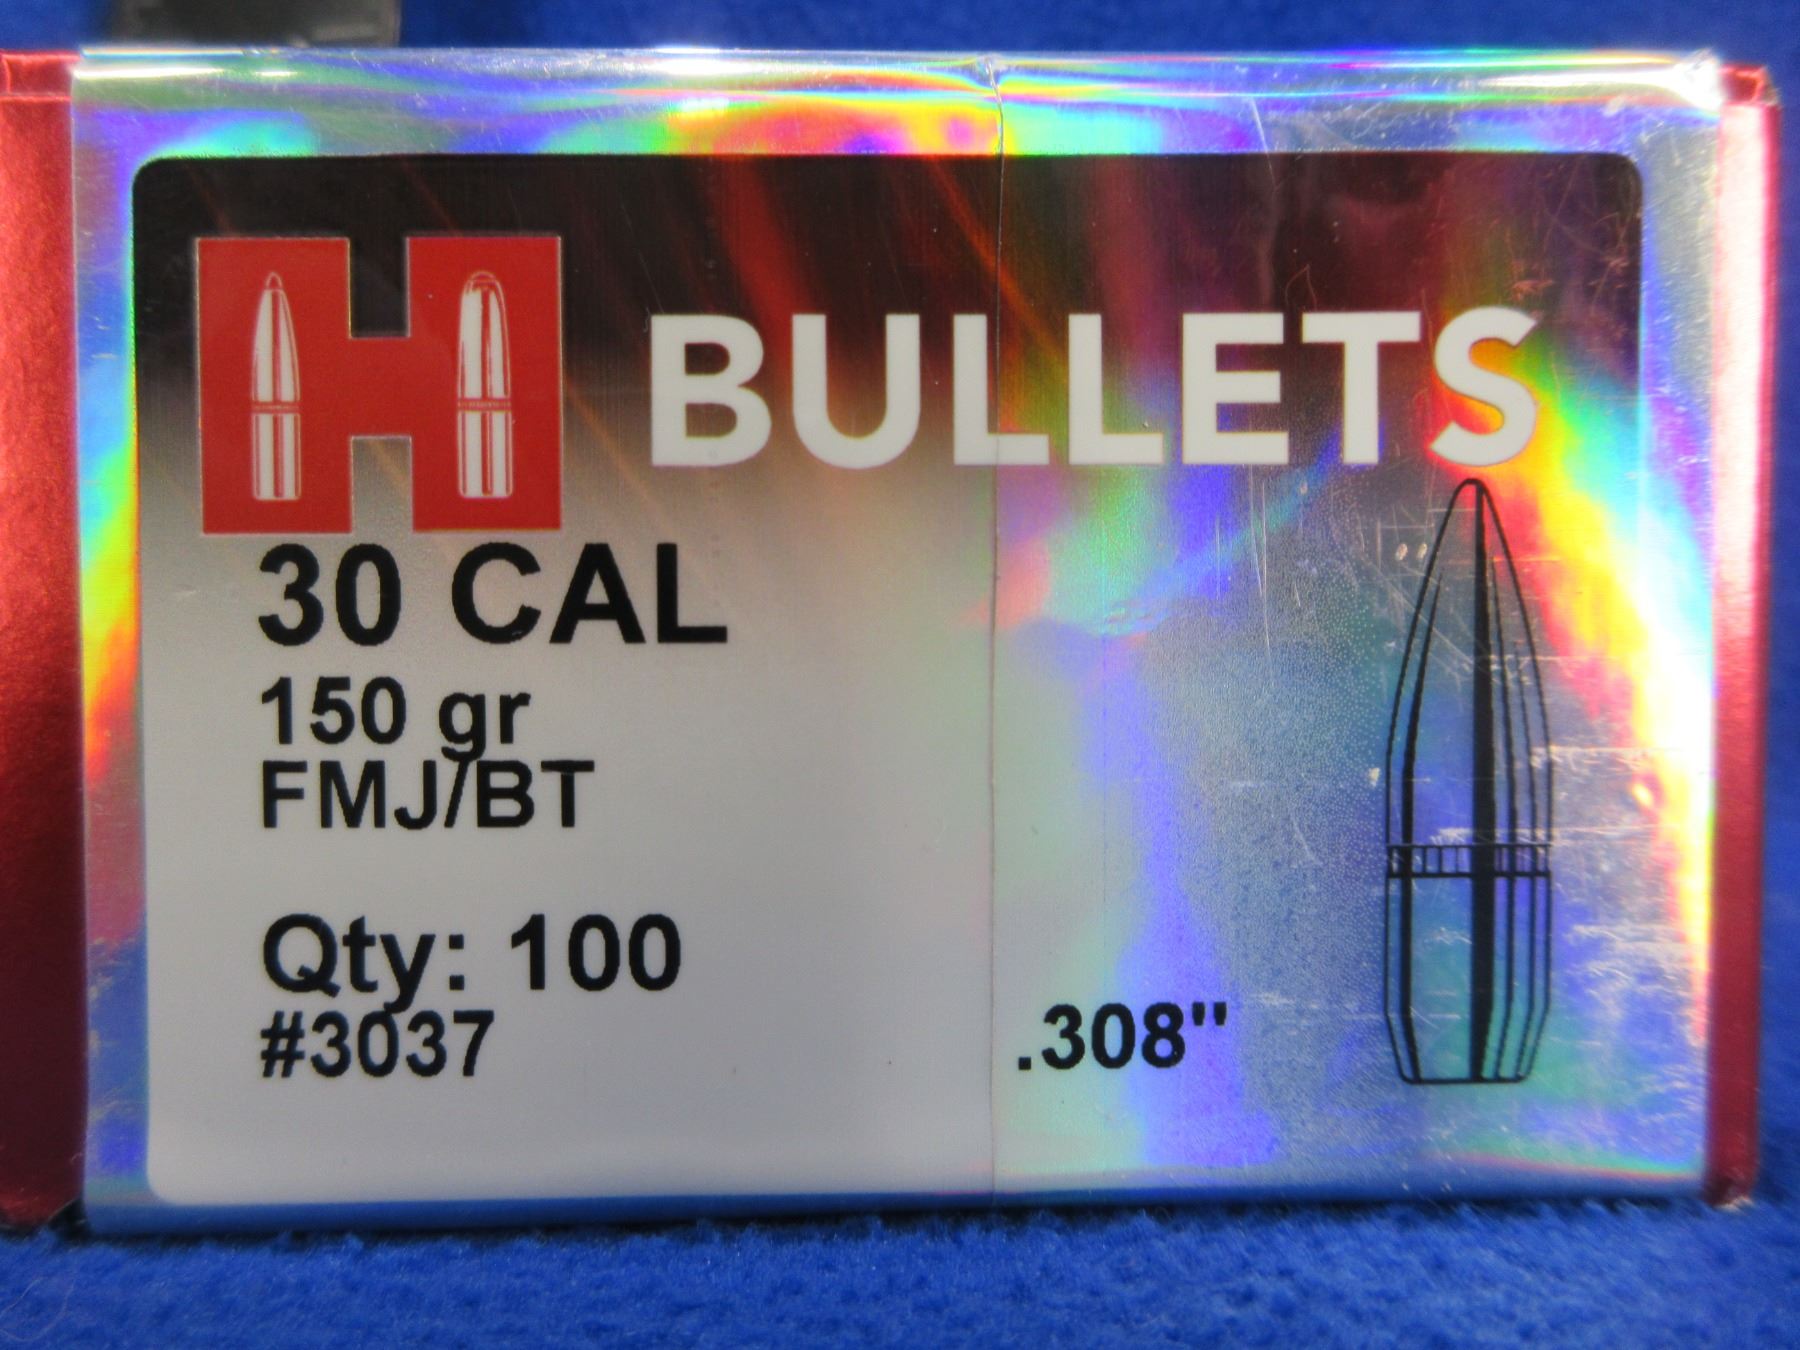 H BULLETS
30 CAL
150 gr
FMJ/BT
Qty: 100
#3037
.308"